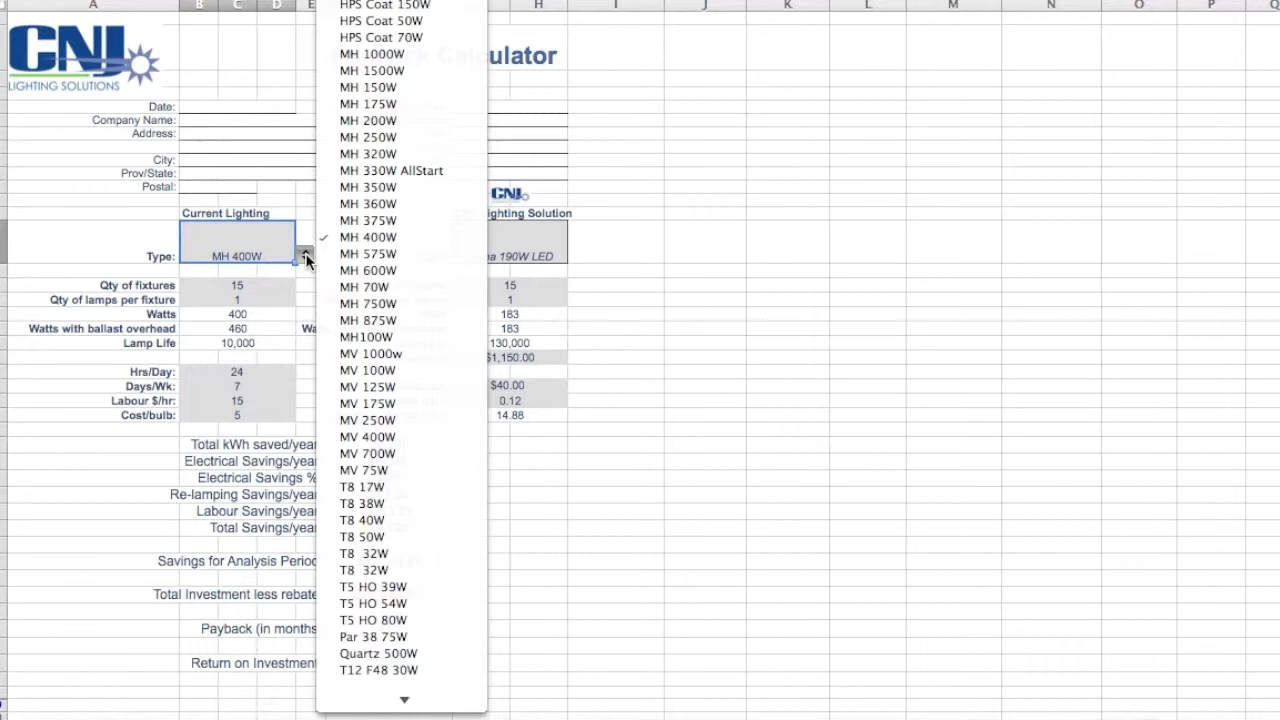 A B C D E H I J K L M N O P Q
CNJ
LIGHTING SOLUTIONS
Calculator
Date:
Company Name:
Address:
City:
Prov/State:
Postal:
CNJ
Current Lighting
ighting Solution
Type: MH 400W
a 190W LED
Qty of fixtures 15 15
Qty of lamps per fixture 1 1
Watts 400 183
Watts with ballast overhead 460 Wa 183
Lamp Life 10,000 130,000
$1,150.00
Hrs/Day: 24
Days/Wk: 7 $40.00
Labour $/hr: 15 0.12
Cost/bulb: 5 14.88
Total kWh saved/year
Electrical Savings/year
Electrical Savings %
Re-lamping Savings/year
Labour Savings/year
Total Savings/year
Savings for Analysis Period
Total Investment less rebate
Payback (in months
Return on Investment
HPS Coat 150W
HPS Coat 50W
HPS Coat 70W
MH 1000W
MH 1500W
MH 150W
MH 175W
MH 200W
MH 250W
MH 320W
MH 330W AllStart
MH 350W
MH 360W
MH 375W
✓ MH 400W
MH 575W
MH 600W
MH 70W
MH 750W
MH 875W
MH100W
MV 1000w
MV 100W
MV 125W
MV 175W
MV 250W
MV 400W
MV 700W
MV 75W
T8 17W
T8 38W
T8 40W
T8 50W
T8  32W
T8  32W
T5 HO 39W
T5 HO 54W
T5 HO 80W
Par 38 75W
Quartz 500W
T12 F48 30W